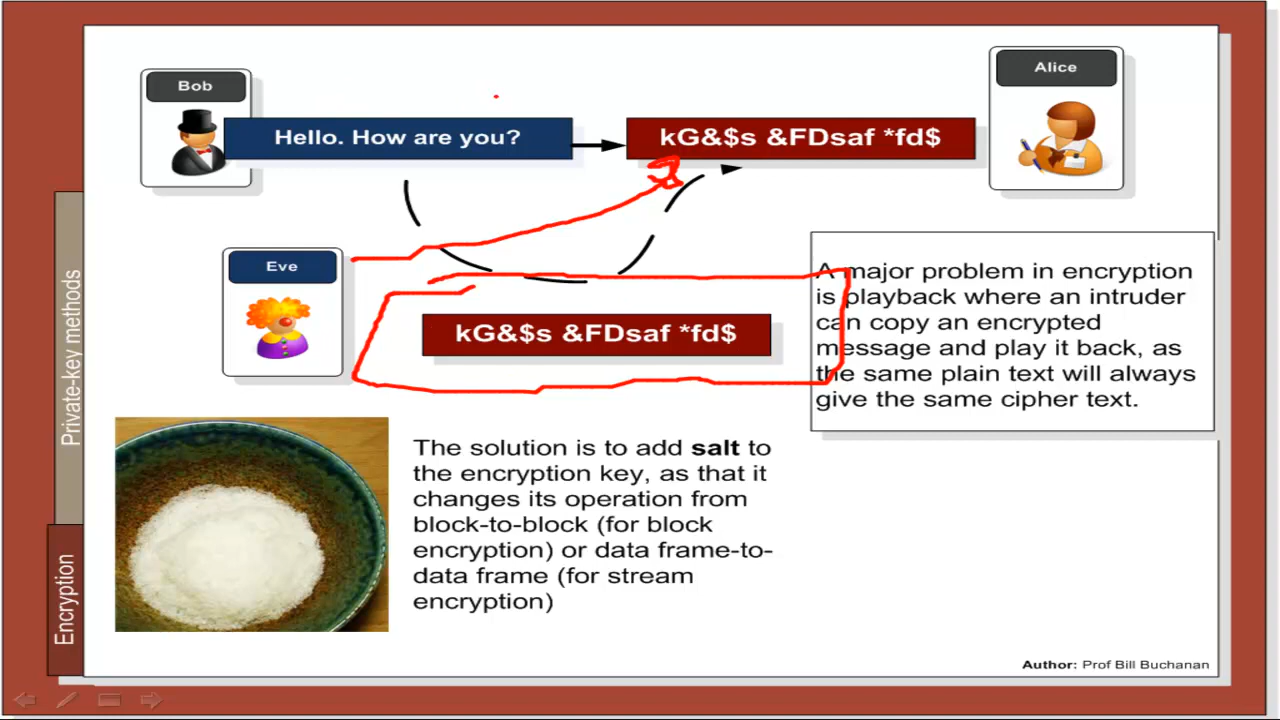 Bob
Alice
Hello. How are you?
kG&$s &FDsaf *fd$
Eve
kG&$s &FDsaf *fd$
A major problem in encryption
is playback where an intruder
can copy an encrypted
message and play it back, as
the same plain text will always
give the same cipher text.
The solution is to add salt to
the encryption key, as that it
changes its operation from
block-to-block (for block
encryption) or data frame-to-
data frame (for stream
encryption)
Private-key methods
Encryption
Author: Prof Bill Buchanan